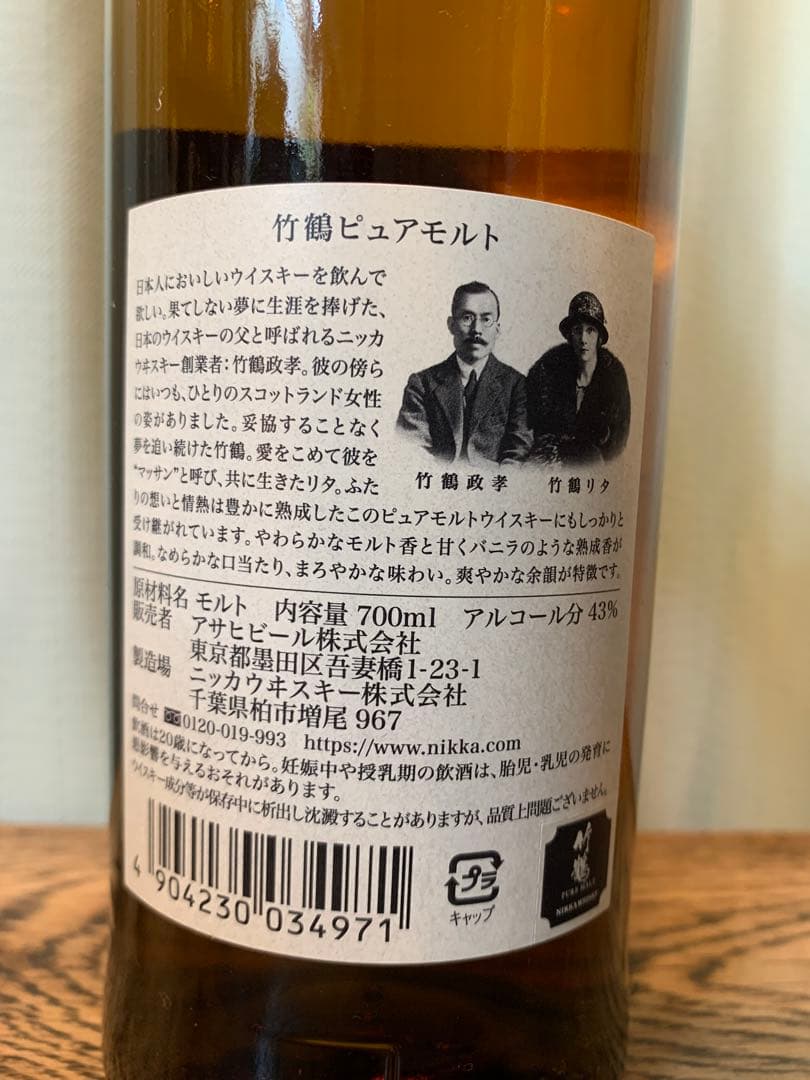 竹鶴ピュアモルト
日本人においしいウイスキーを飲んで
欲しい。果てしない夢に生涯を捧げた、
日本のウイスキーの父と呼ばれるニッカ
ウヰスキー創業者:竹鶴政孝。彼の傍ら
にはいつも、ひとりのスコットランド女性
の姿がありました。妥協することなく
夢を追い続けた竹鶴。愛をこめて彼を
“マッサン”と呼び、共に生きたリタ。ふた
りの想いと情熱は豊かに熟成したこのピュアモルトウイスキーにもしっかりと
受け継がれています。やわらかなモルト香と甘くバニラのような熟成香が
調和。なめらかな口当たり、まろやかな味わい。爽やかな余韻が特徴です。
竹鶴政孝 竹鶴リタ
原材料名 モルト 内容量 700ml アルコール分 43%
販売者 アサヒビール株式会社
東京都墨田区吾妻橋1-23-1
製造場 ニッカウヰスキー株式会社
千葉県柏市増尾 967
問合せ 0120-019-993 https://www.nikka.com
飲酒は20歳になってから。妊娠中や授乳期の飲酒は、胎児・乳児の発育に
悪影響を与えるおそれがあります。
ウイスキー成分等が保存中に析出し沈澱することがありますが、品質上問題ございません。
4 904230 034971
プラ
キャップ
竹鶴
PURE MALT
NIKKA WHISKY